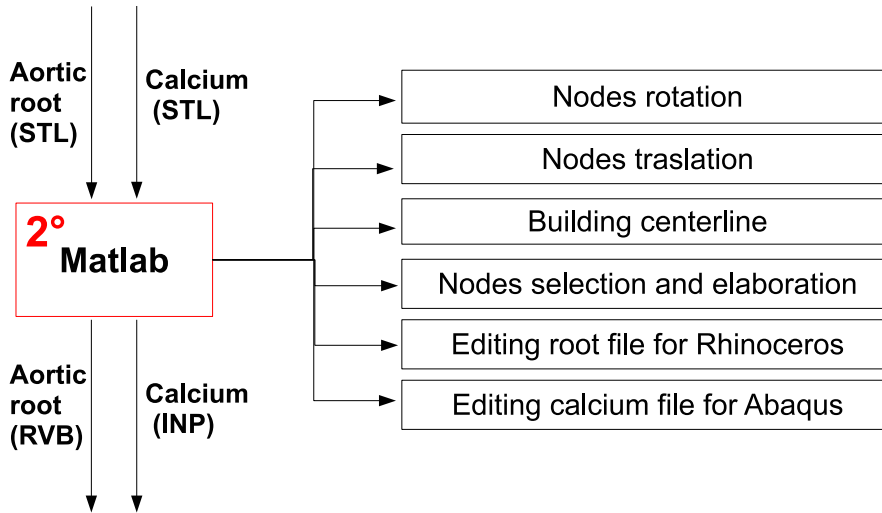 Aortic
root
(STL)
Calcium
(STL)
2°
Matlab
Aortic
root
(RVB)
Calcium
(INP)
Nodes rotation
Nodes traslation
Building centerline
Nodes selection and elaboration
Editing root file for Rhinoceros
Editing calcium file for Abaqus